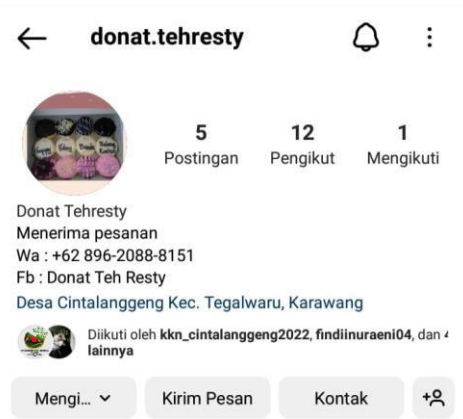 donat.tehresty
5 12 1
Postingan Pengikut Mengikuti
Donat Tehresty
Menerima pesanan
Wa : +62 896-2088-8151
Fb : Donat Teh Resty
Desa Cintalanggeng Kec. Tegalwaru, Karawang
Diikuti oleh kkn_cintalanggeng2022, findiinuraeni04, dan 4
lainnya
Mengi... Kirim Pesan Kontak